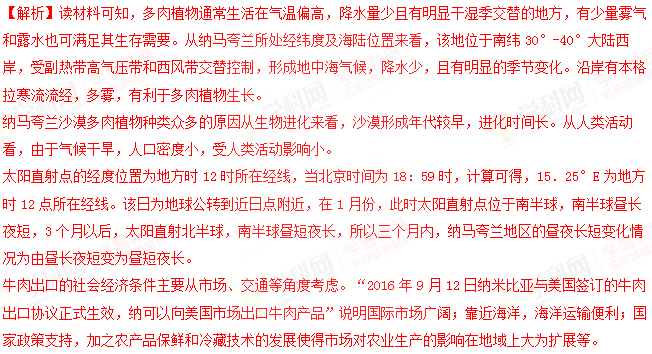 【解析】读材料可知，多肉植物通常生活在气温偏高，降水量少且有明显干湿季交替的地方，有少量雾气
和露水也可满足其生存需要。从纳马夸兰所处经纬度及海陆位置来看，该地位于南纬30°-40°大陆西
岸，受副热带高气压带和西风带交替控制，形成地中海气候，降水少，且有明显的季节变化。沿岸有本格
拉寒流流经，多雾，有利于多肉植物生长。
纳马夸兰沙漠多肉植物种类众多的原因从生物进化来看，沙漠形成年代较早，进化时间长。从人类活动
看，由于气候干旱，人口密度小，受人类活动影响小。
太阳直射点的经度位置为地方时12时所在经线，当北京时间为18：59时，计算可得，15．25°E为地方
时12点所在经线。该日为地球公转到近日点附近，在1月份，此时太阳直射点位于南半球，南半球昼长
夜短，3个月以后，太阳直射北半球，南半球昼短夜长，所以三个月内，纳马夸兰地区的昼夜长短变化情
况为由昼长夜短变为昼短夜长。
牛肉出口的社会经济条件主要从市场、交通等角度考虑。“2016年9月12日纳米比亚与美国签订的牛肉
出口协议正式生效，纳可以向美国市场出口牛肉产品”说明国际市场广阔；靠近海洋，海洋运输便利；国
家政策支持，加之农产品保鲜和冷藏技术的发展使得市场对农业生产的影响在地域上大为扩展等。